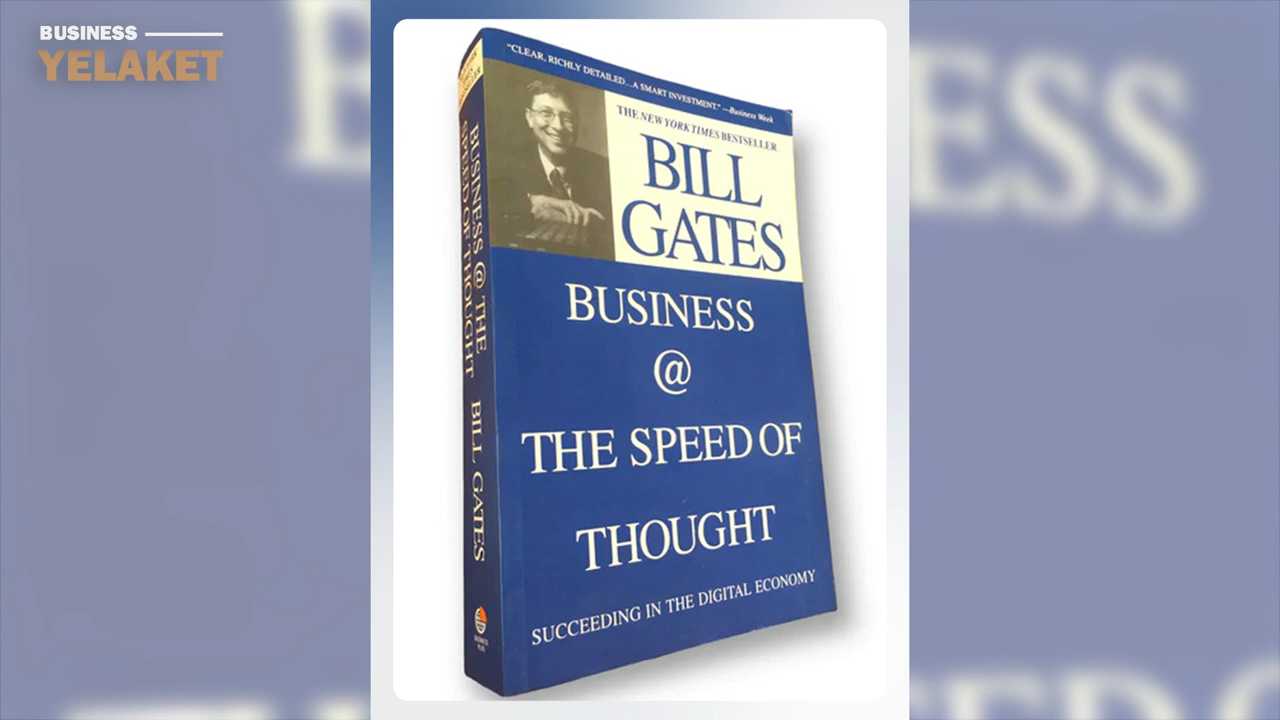 BUSINESS
YELAKET
"CLEAR, RICHLY DETAILED...A SMART INVESTMENT." —Business Week
THE NEW YORK TIMES BESTSELLER
BILL
GATES
BUSINESS
@
THE SPEED OF
THOUGHT
SUCCEEDING IN THE DIGITAL ECONOMY
BUSINESS @ THE
SPEED OF THOUGHT
BILL GATES